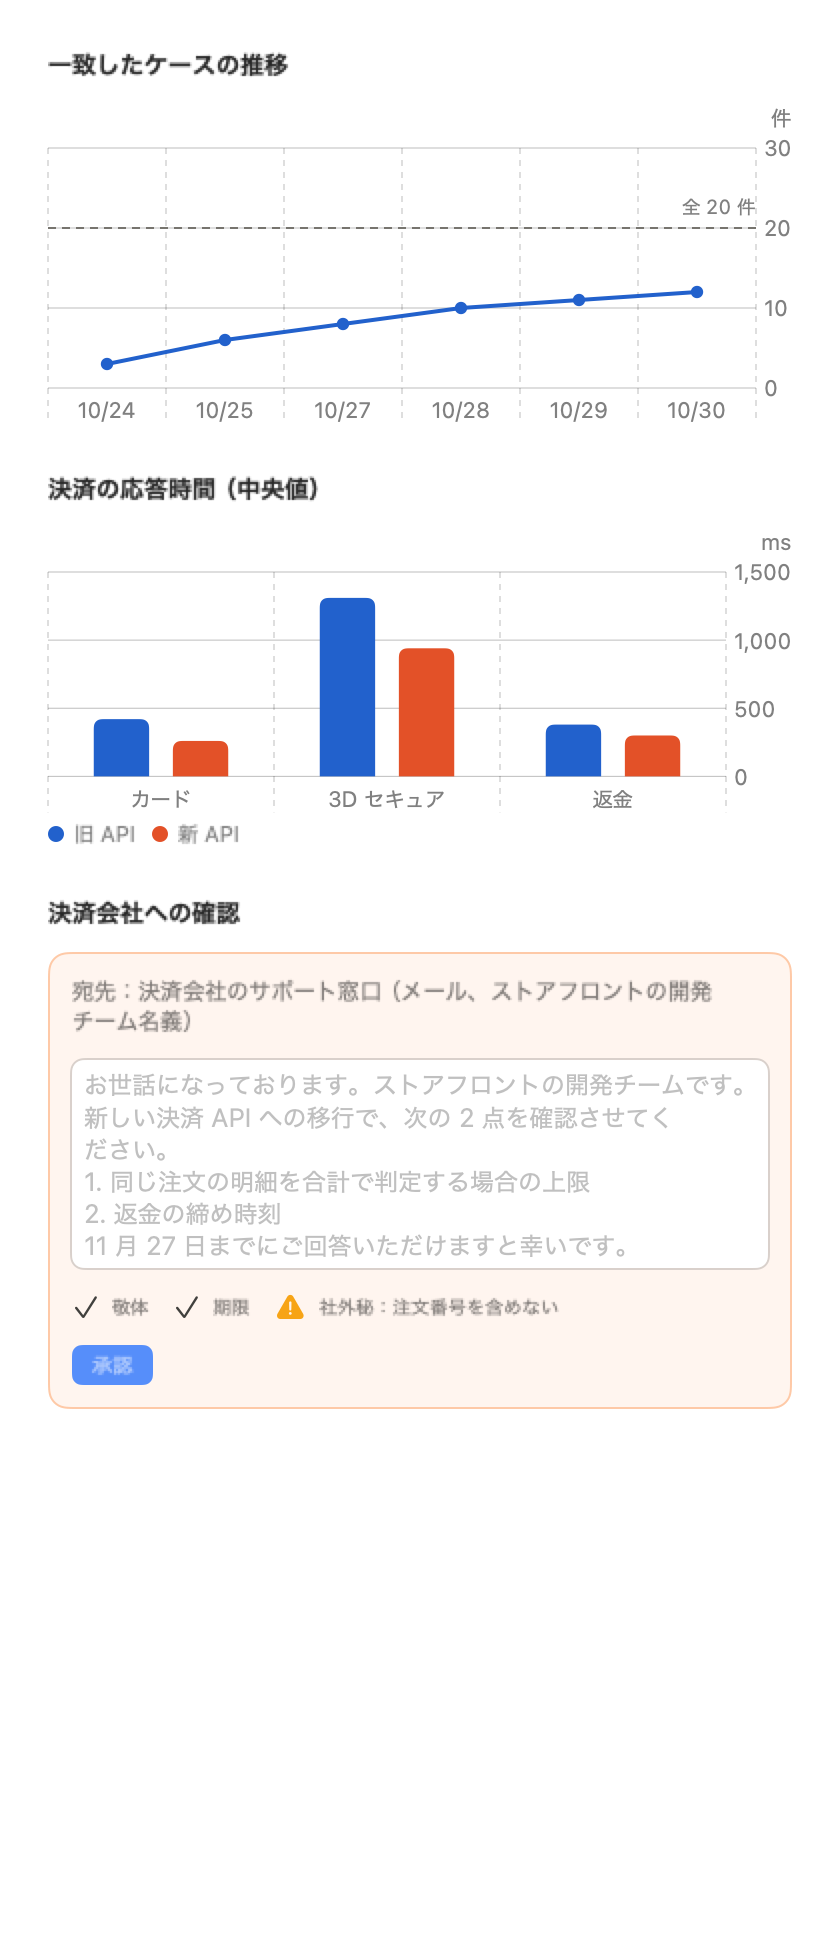 一致したケースの推移
件
30
全 20 件
20
10
0
10/24 10/25 10/27 10/28 10/29 10/30
決済の応答時間（中央値）
ms
1,500
1,000
500
0
カード 3D セキュア 返金
旧 API 新 API
決済会社への確認
宛先：決済会社のサポート窓口（メール、ストアフロントの開発
チーム名義）
お世話になっております。ストアフロントの開発チームです。
新しい決済 API への移行で、次の 2 点を確認させてく
ださい。
1. 同じ注文の明細を合計で判定する場合の上限
2. 返金の締め時刻
11 月 27 日までにご回答いただけますと幸いです。
敬体 期限 社外秘：注文番号を含めない
承認